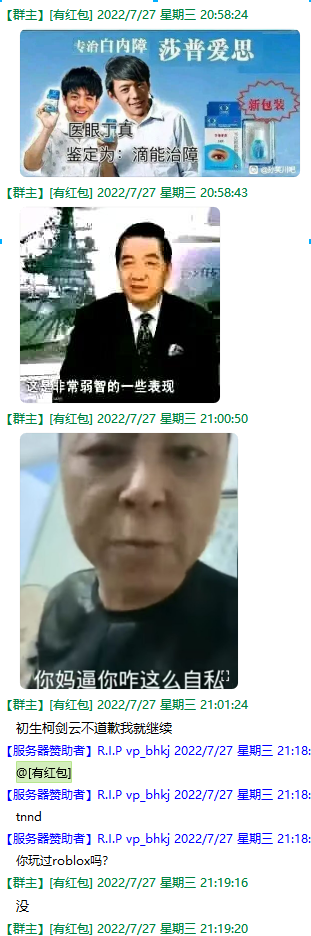 【群主】[有红包] 2022/7/27 星期三 20:58:24
专治白内障 莎普爱思
新包装
医眼丁真
鉴定为：滴能治障
@孙笑川吧
【群主】[有红包] 2022/7/27 星期三 20:58:43
这是非常弱智的一些表现
【群主】[有红包] 2022/7/27 星期三 21:00:50
你妈逼你咋这么自私
【群主】[有红包] 2022/7/27 星期三 21:01:24
初生柯剑云不道歉我就继续
【服务器赞助者】R.I.P vp_bhkj 2022/7/27 星期三 21:18:
@[有红包]
【服务器赞助者】R.I.P vp_bhkj 2022/7/27 星期三 21:18:
tnnd
【服务器赞助者】R.I.P vp_bhkj 2022/7/27 星期三 21:18:
你玩过roblox吗?
【群主】[有红包] 2022/7/27 星期三 21:19:16
没
【群主】[有红包] 2022/7/27 星期三 21:19:20